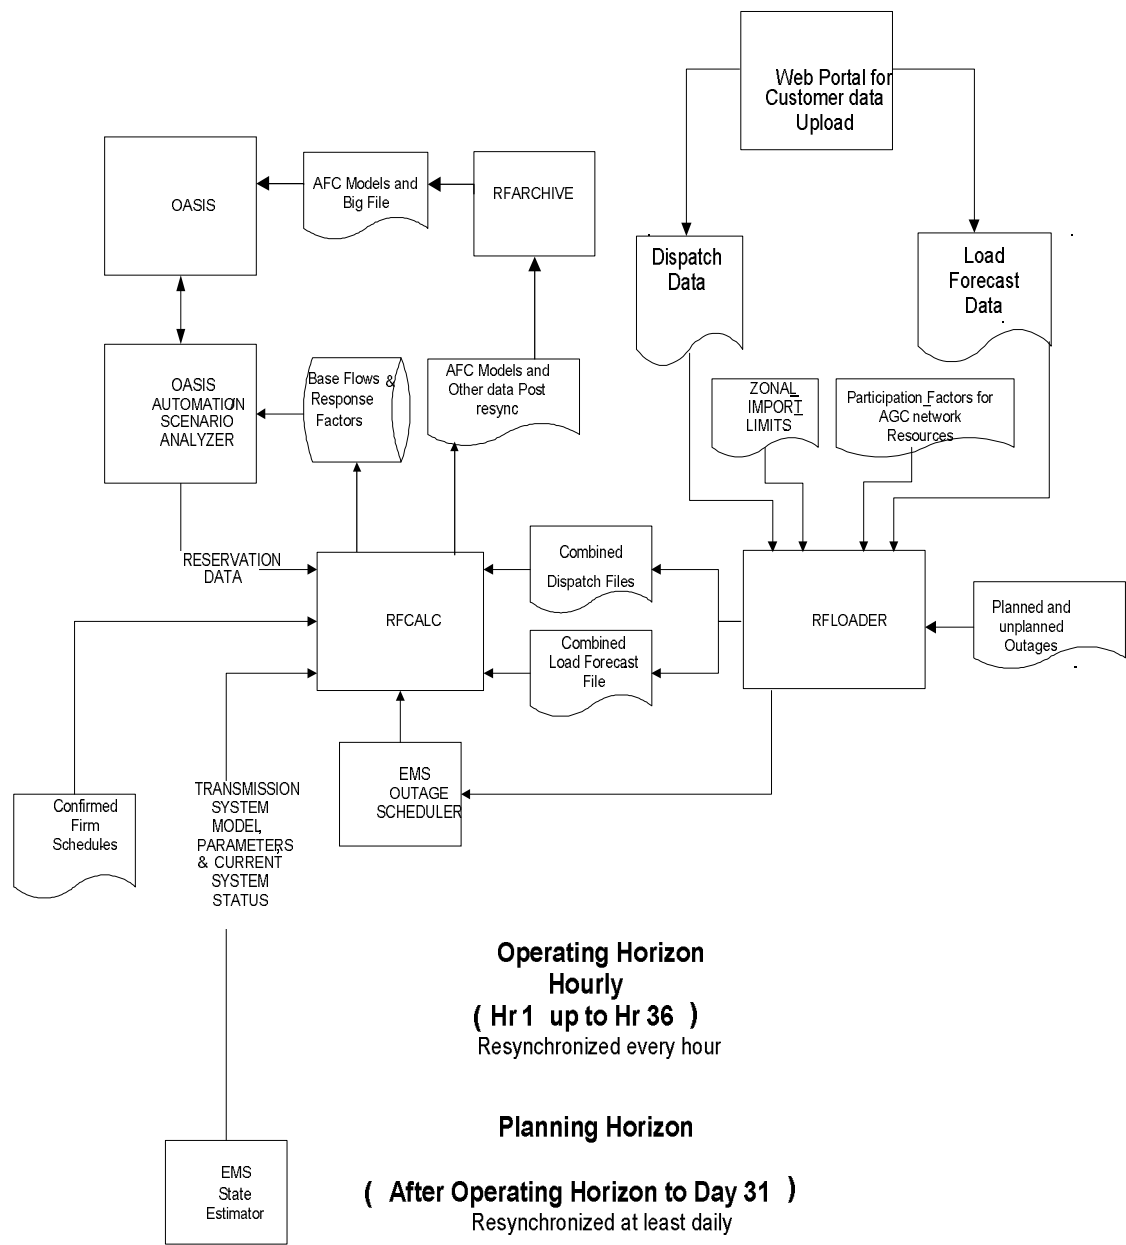 Web Portal for
Customer data
Upload
OASIS
AFC Models and
Big File
RFARCHIVE
Dispatch
Data
Load
Forecast
Data
OASIS
AUTOMATION
SCENARIO
ANALYZER
Base Flows &
Response
Factors
AFC Models and
Other data Post
resync
ZONAL
IMPORT
LIMITS
Participation Factors for
AGC network
Resources
RESERVATION
DATA
RFCALC
Combined
Dispatch Files
Combined
Load Forecast
File
RFLOADER
Planned and
unplanned
Outages
EMS
OUTAGE
SCHEDULER
Confirmed
Firm
Schedules
TRANSMISSION
SYSTEM
MODEL,
PARAMETERS
& CURRENT
SYSTEM
STATUS
EMS
State
Estimator
Operating Horizon
Hourly
( Hr 1 up to Hr 36 )
Resynchronized every hour
Planning Horizon
( After Operating Horizon to Day 31 )
Resynchronized at least daily